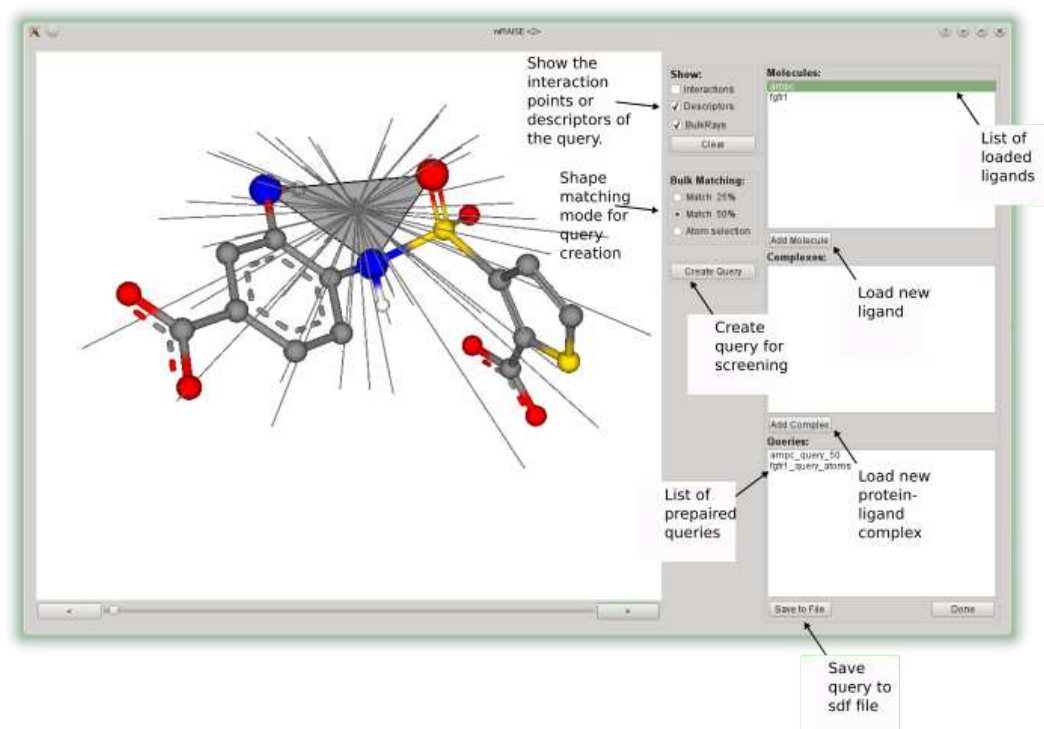 mRAISE <2>
Show the
interaction
points or
descriptors of
the query.
Shape
matching
mode for
query
creation
Show:
Interactions
Descriptors
BulkRays
Clear
Bulk Matching:
Match 25%
Match 50%
Atom selection
Create Query
Create
query for
screening
Molecules:
ampc
fgfr1
List of
loaded
ligands
Add Molecule
Load new
ligand
Complexes:
Add Complex
Load new
protein-
ligand
complex
Queries:
ampc_query_50
fgfr1_query_atoms
List of
prepaired
queries
<
>
Save to File
Done
Save
query to
sdf file